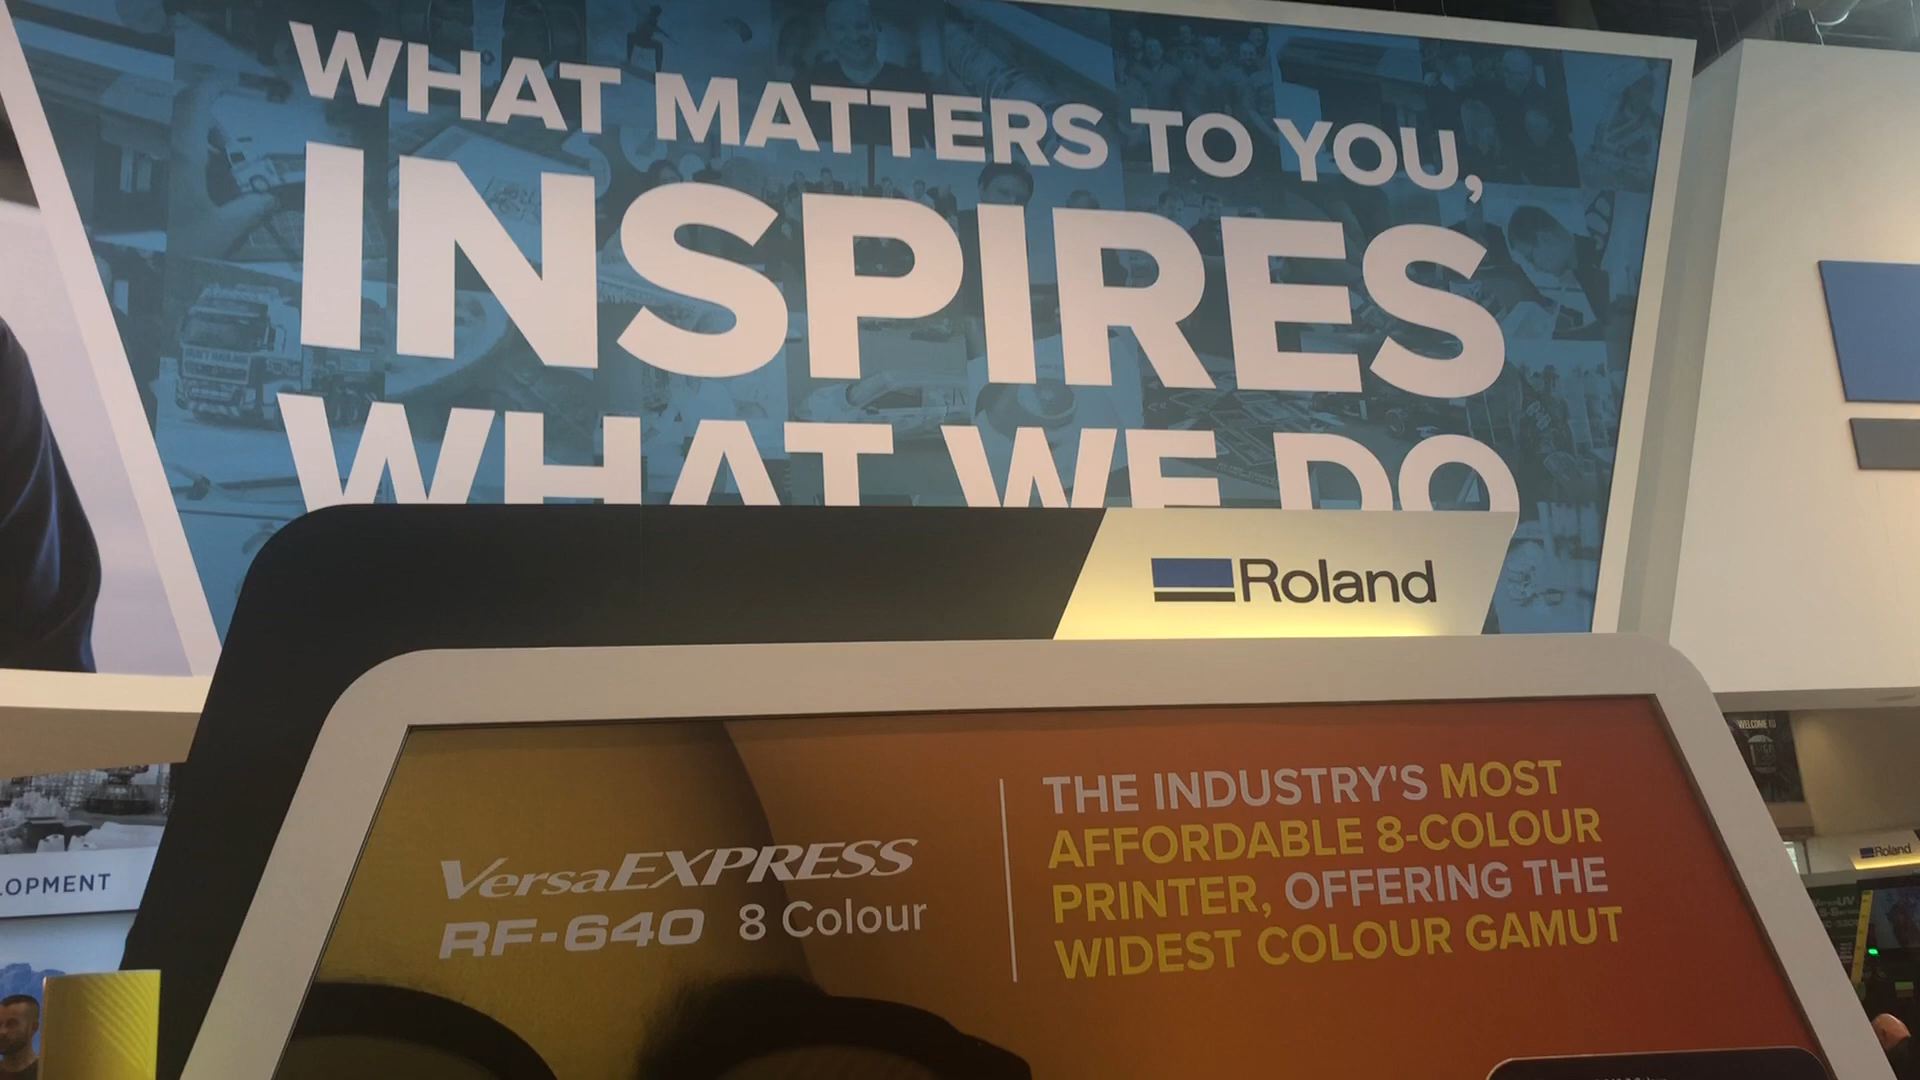 WHAT MATTERS TO YOU,
INSPIRES
WHAT WE DO
Roland
VersaEXPRESS
RF-640 8 Colour
THE INDUSTRY'S MOST
AFFORDABLE 8-COLOUR
PRINTER, OFFERING THE
WIDEST COLOUR GAMUT
LOPMENT
WELCOME TO
Roland